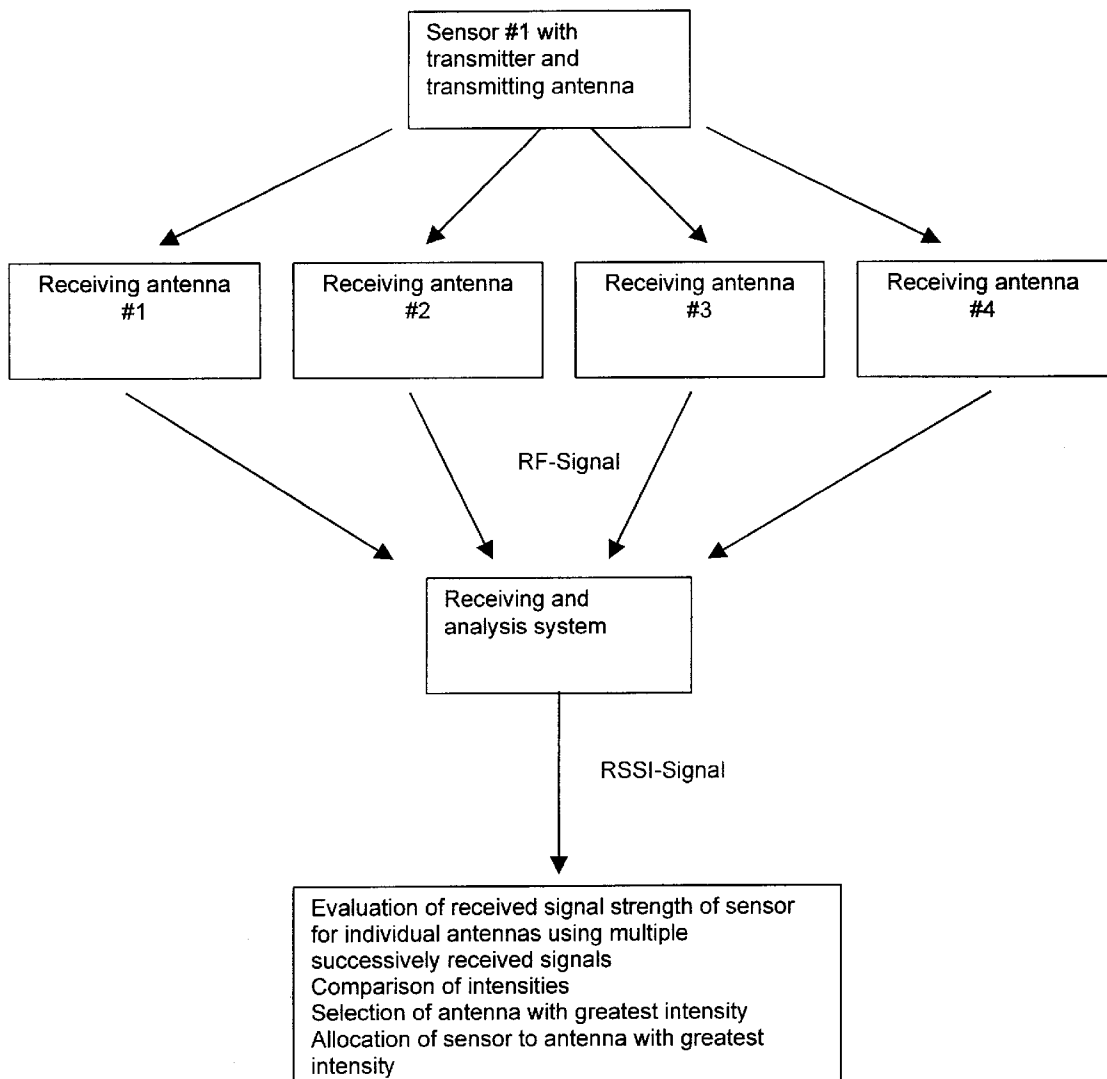 Sensor #1 with
transmitter and
transmitting antenna
Receiving antenna
#1
Receiving antenna
#2
Receiving antenna
#3
Receiving antenna
#4
RF-Signal
Receiving and
analysis system
RSSI-Signal
Evaluation of received signal strength of sensor
for individual antennas using multiple
successively received signals
Comparison of intensities
Selection of antenna with greatest intensity
Allocation of sensor to antenna with greatest
intensity